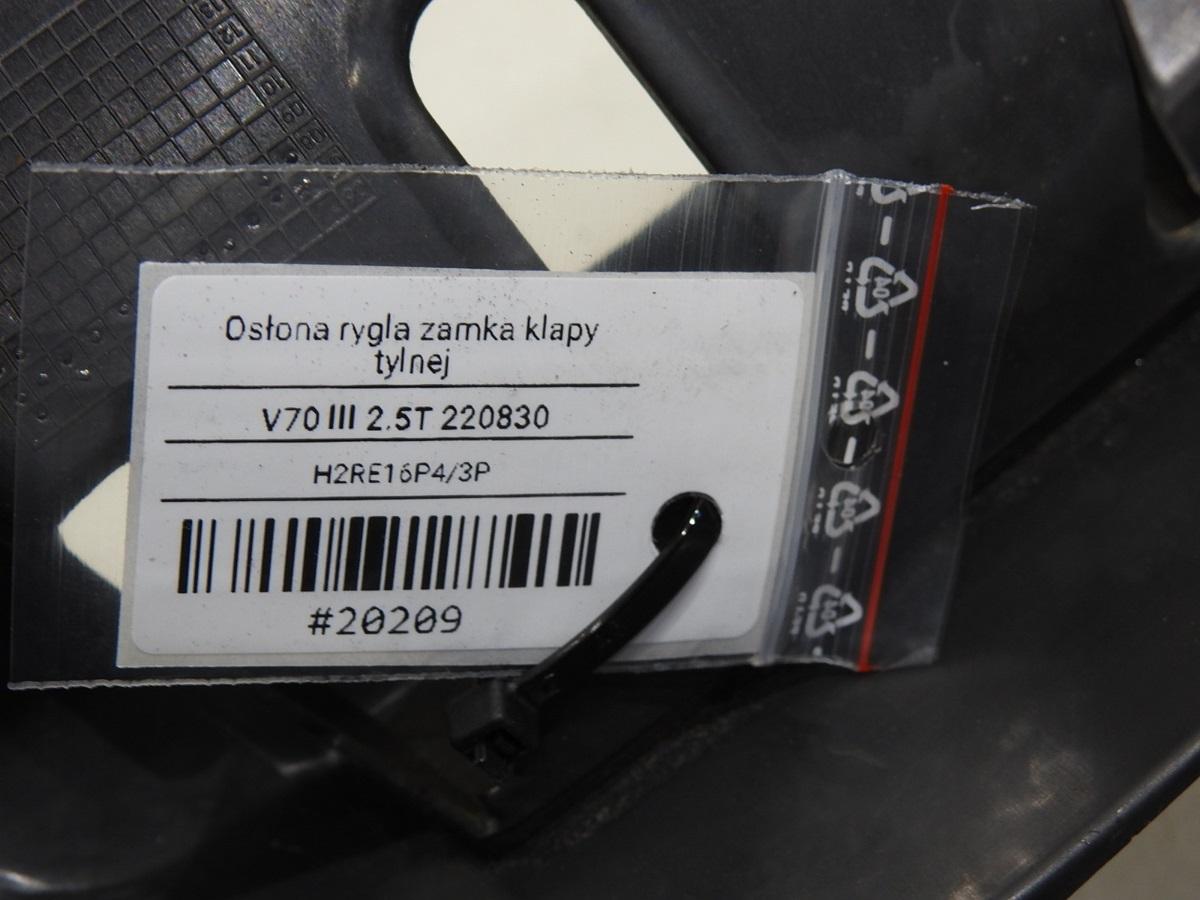 Osłona rygla zamka klapy
tylnej
V70 III 2.5T 220830
H2RE16P4/3P
#20209